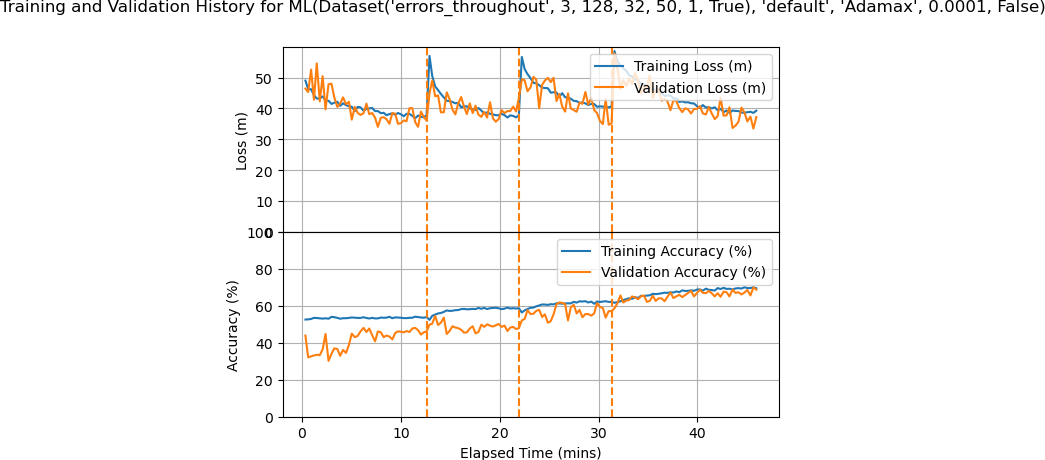 Training and Validation History for ML(Dataset('errors_throughout', 3, 128, 32, 50, 1, True), 'default', 'Adamax', 0.0001, False)
Training Loss (m)
Validation Loss (m)
50
40
30
20
10
0
Loss (m)
Training Accuracy (%)
Validation Accuracy (%)
100
80
60
40
20
0
Accuracy (%)
0 10 20 30 40
Elapsed Time (mins)